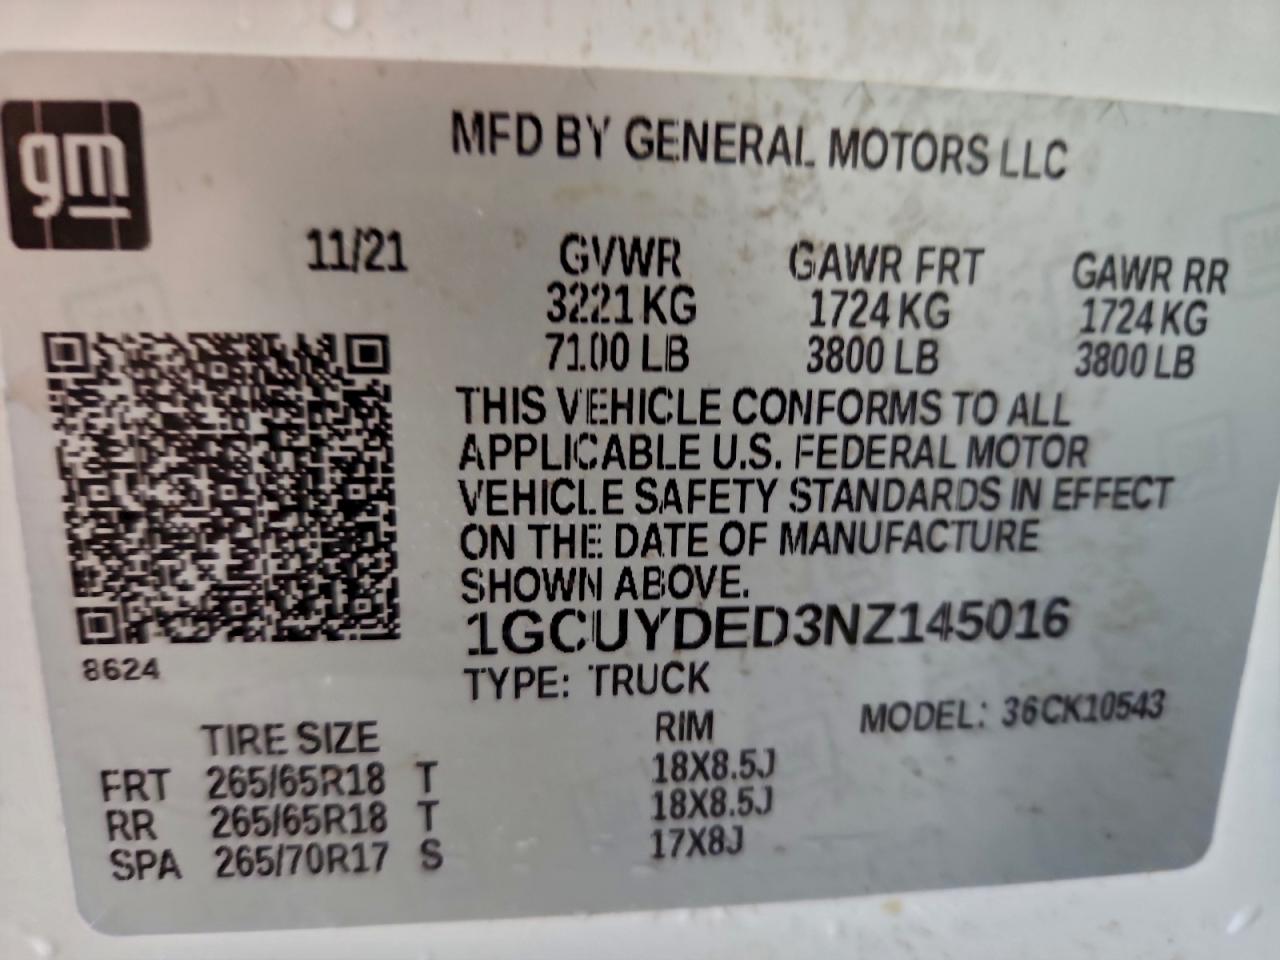 gm
MFD BY GENERAL MOTORS LLC
11/21 GVWR GAWR FRT GAWR RR
3221 KG 1724 KG 1724 KG
7100 LB 3800 LB 3800 LB
THIS VEHICLE CONFORMS TO ALL
APPLICABLE U.S. FEDERAL MOTOR
VEHICLE SAFETY STANDARDS IN EFFECT
ON THE DATE OF MANUFACTURE
SHOWN ABOVE.
1GCUYDED3NZ145016
8624
TYPE: TRUCK
MODEL: 36CK10543
TIRE SIZE RIM
FRT 265/65R18 T 18X8.5J
RR 265/65R18 T 18X8.5J
SPA 265/70R17 S 17X8J